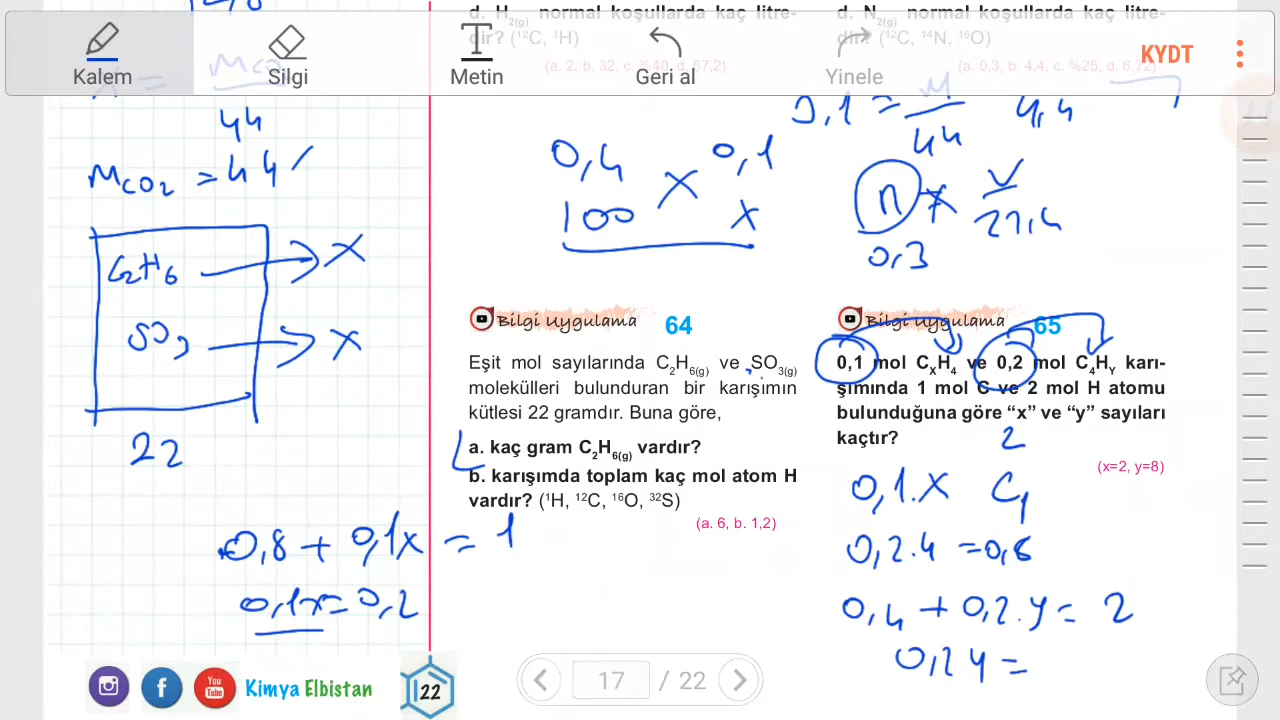 Kalem
Silgi
Metin
Geri al
Yinele
KYDT
d. H2(g) normal koşullarda kaç litre-
dir? (12C, 1H)
(a. 2, b. 32. c. %40, d. 67,2)
d. N2(g) normal koşullarda kaç litre-
dir? (12C, 14N, 16O)
(a. 0,3, b. 4,4, c. %25, d. 6,72)
44
MCO2 = 44
C2H6 → X
SO3 → X
22
0,8 + 0,1x = 1
0,1x = 0,2
0,4 X 0,1
100 x
0,1 = M
44
4,4
n V
22,4
0,3
Bilgi Uygulama 64
Eşit mol sayılarında C2H6(g) ve SO3(g)
molekülleri bulunduran bir karışımın
kütlesi 22 gramdır. Buna göre,
a. kaç gram C2H6(g) vardır?
b. karışımda toplam kaç mol atom H
vardır? (1H, 12C, 16O, 32S)
(a. 6, b. 1,2)
Bilgi Uygulama 65
0,1 mol CXH4 ve 0,2 mol C4HY karı-
şımında 1 mol C ve 2 mol H atomu
bulunduğuna göre “x” ve “y” sayıları
kaçtır?
(x=2, y=8)
2
0,1.x
0,2.4 = 0,8
0,4 + 0,2.y = 2
0,2y =
Kimya Elbistan
22
17 / 22